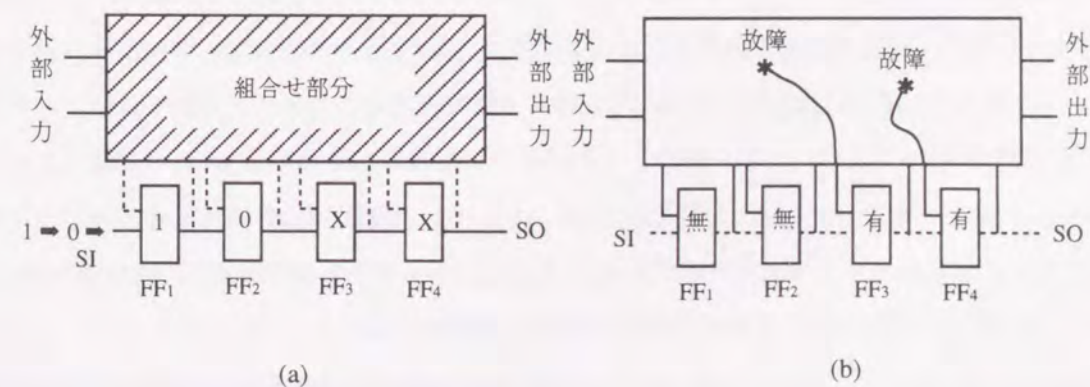 外部入力
組合せ部分
外部出力
1 ➡ 0 ➡
SI
1
0
X
X
SO
FF1
FF2
FF3
FF4
(a)
外部入力
故障
故障
外部出力
SI
無
無
有
有
SO
FF1
FF2
FF3
FF4
(b)